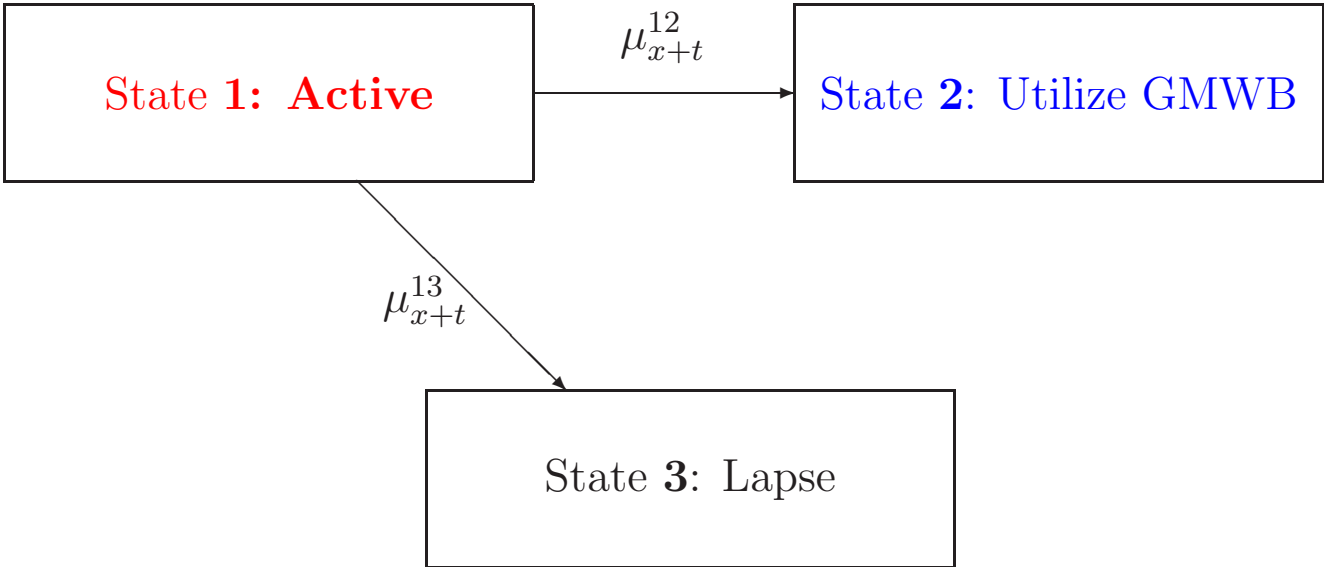 μ^{12}_{x+t}
State 1: Active
State 2: Utilize GMWB
μ^{13}_{x+t}
State 3: Lapse